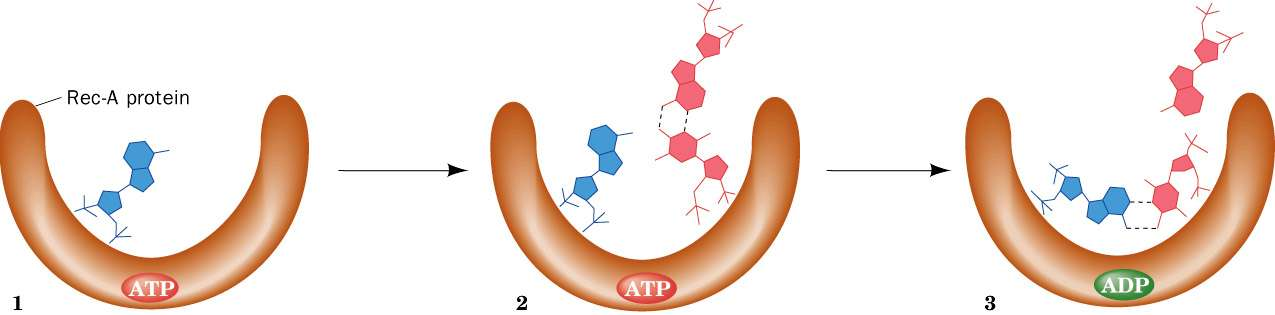 Rec-A protein
ATP
1
ATP
2
ADP
3